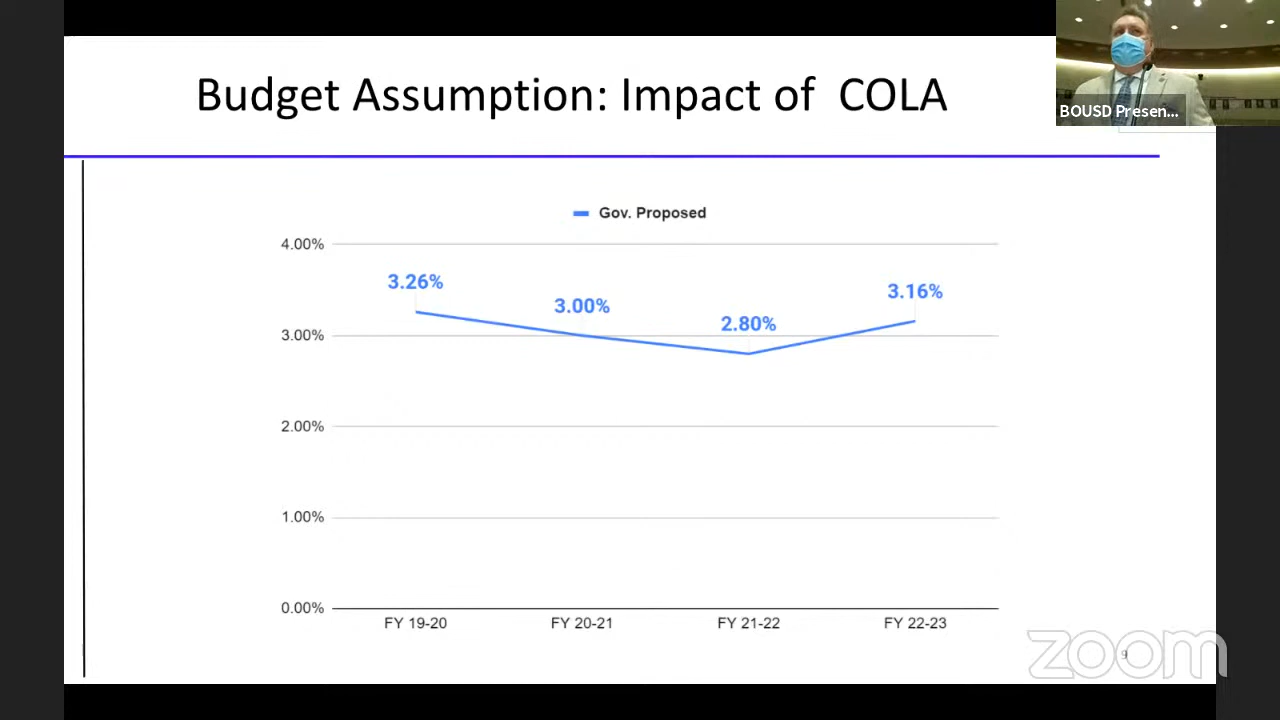 Budget Assumption: Impact of COLA
BOUSD Presen...
Gov. Proposed
4.00%
3.26%
3.16%
3.00%
2.80%
3.00%
2.00%
1.00%
0.00%
FY 19-20 FY 20-21 FY 21-22 FY 22-23
zoom
9